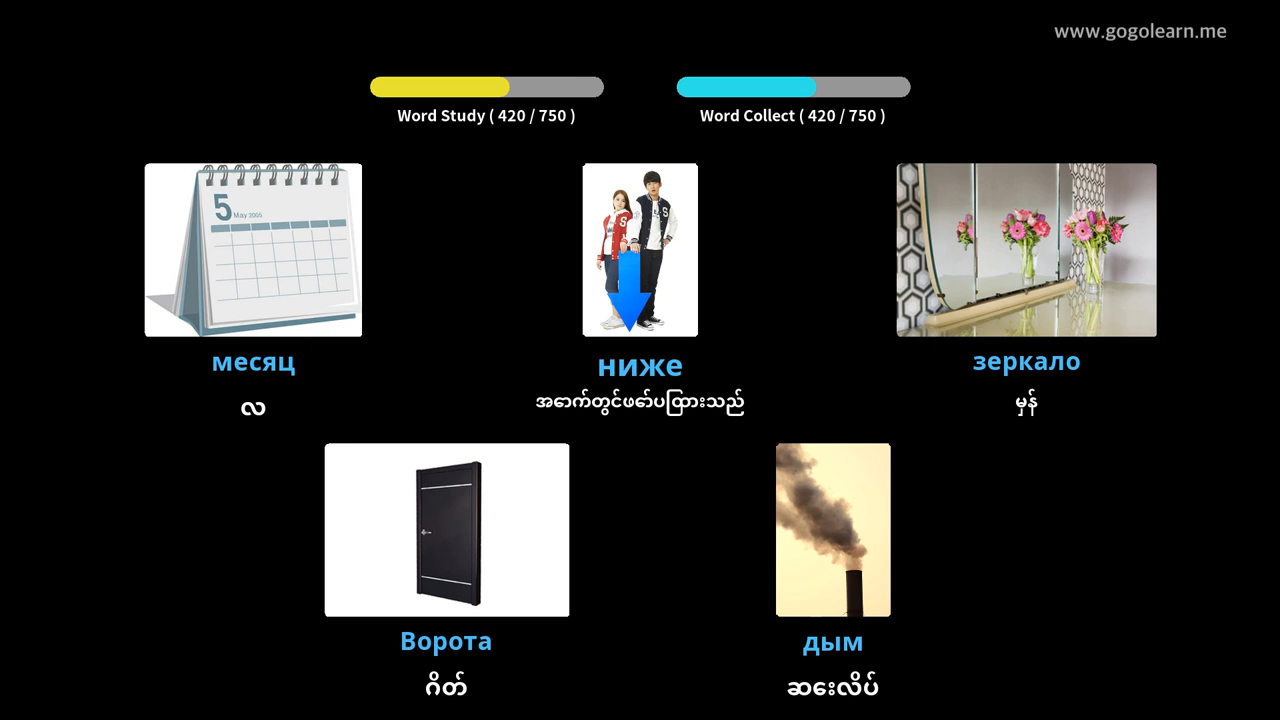 www.gogolearn.me
Word Study ( 420 / 750 )
Word Collect ( 420 / 750 )
5 May 2005
S
S
месяц
ниже
зеркало
လ
အောက်တွင်ဖော်ပထြားသည်
မှန်
Ворота
дым
ဂိတ်
ဆေးလိပ်